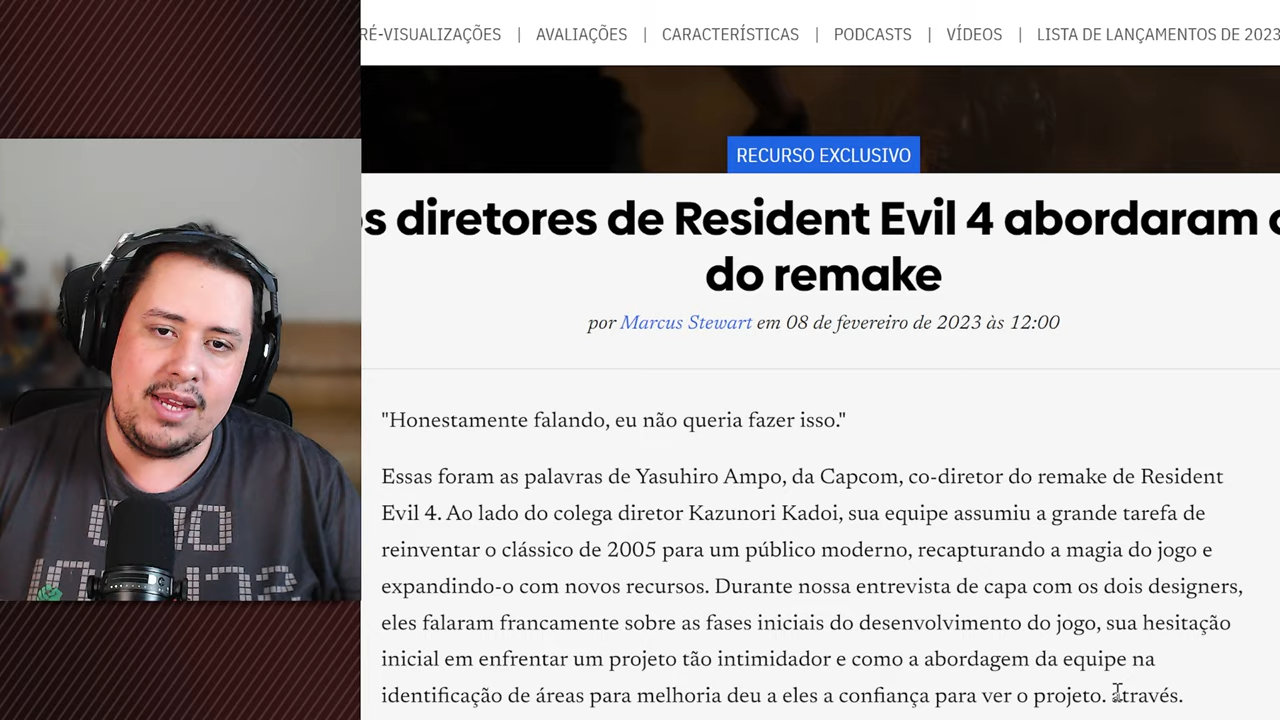 RÉ-VISUALIZAÇÕES | AVALIAÇÕES | CARACTERÍSTICAS | PODCASTS | VÍDEOS | LISTA DE LANÇAMENTOS DE 2023
RECURSO EXCLUSIVO
os diretores de Resident Evil 4 abordaram
do remake
por Marcus Stewart em 08 de fevereiro de 2023 às 12:00
"Honestamente falando, eu não queria fazer isso."
Essas foram as palavras de Yasuhiro Ampo, da Capcom, co-diretor do remake de Resident
Evil 4. Ao lado do colega diretor Kazunori Kadoi, sua equipe assumiu a grande tarefa de
reinventar o clássico de 2005 para um público moderno, recapturando a magia do jogo e
expandindo-o com novos recursos. Durante nossa entrevista de capa com os dois designers,
eles falaram francamente sobre as fases iniciais do desenvolvimento do jogo, sua hesitação
inicial em enfrentar um projeto tão intimidador e como a abordagem da equipe na
identificação de áreas para melhoria deu a eles a confiança para ver o projeto. através.